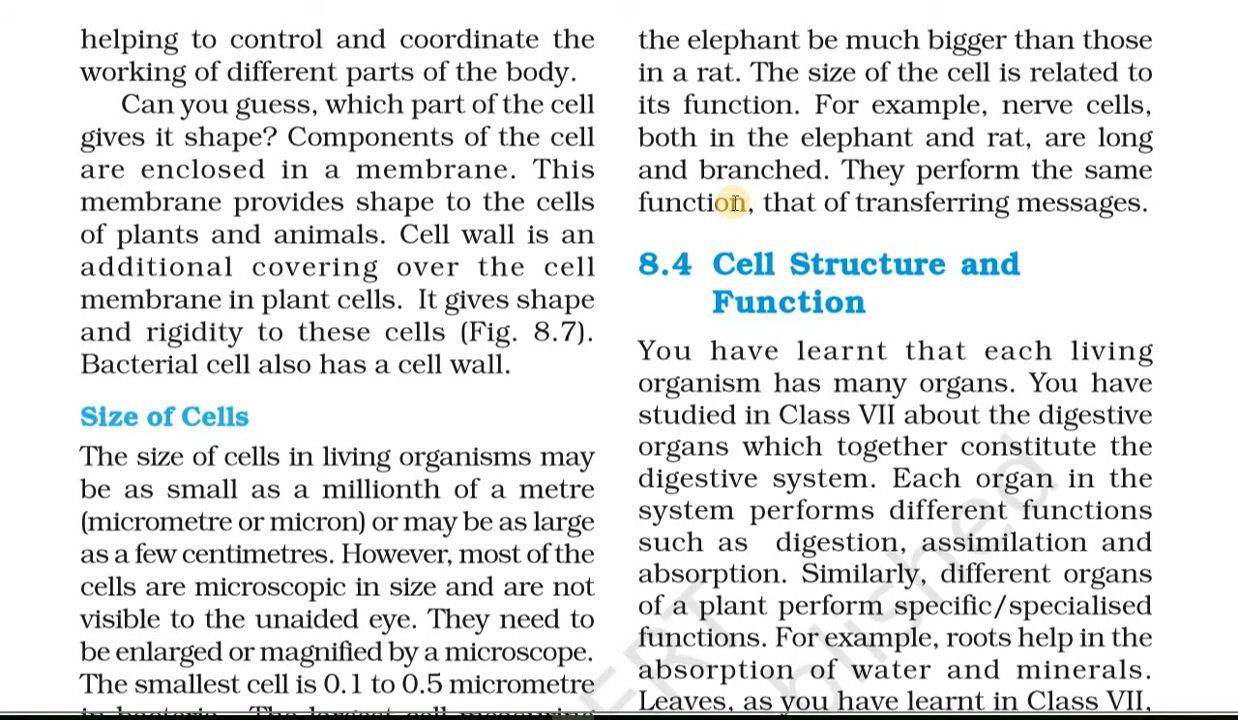 helping to control and coordinate the
working of different parts of the body.
Can you guess, which part of the cell
gives it shape? Components of the cell
are enclosed in a membrane. This
membrane provides shape to the cells
of plants and animals. Cell wall is an
additional covering over the cell
membrane in plant cells. It gives shape
and rigidity to these cells (Fig. 8.7).
Bacterial cell also has a cell wall.
Size of Cells
The size of cells in living organisms may
be as small as a millionth of a metre
(micrometre or micron) or may be as large
as a few centimetres. However, most of the
cells are microscopic in size and are not
visible to the unaided eye. They need to
be enlarged or magnified by a microscope.
The smallest cell is 0.1 to 0.5 micrometre
the elephant be much bigger than those
in a rat. The size of the cell is related to
its function. For example, nerve cells,
both in the elephant and rat, are long
and branched. They perform the same
function, that of transferring messages.
8.4 Cell Structure and
Function
You have learnt that each living
organism has many organs. You have
studied in Class VII about the digestive
organs which together constitute the
digestive system. Each organ in the
system performs different functions
such as digestion, assimilation and
absorption. Similarly, different organs
of a plant perform specific/specialised
functions. For example, roots help in the
absorption of water and minerals.
Leaves, as you have learnt in Class VII,